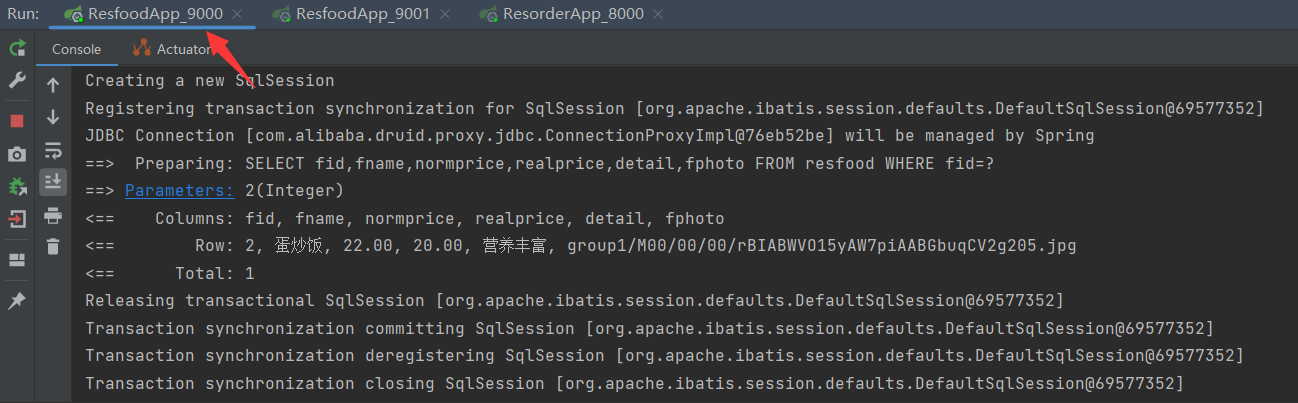 Run: ResfoodApp_9000 × ResfoodApp_9001 × ResorderApp_8000 ×
Console Actuator
Creating a new SqlSession
Registering transaction synchronization for SqlSession [org.apache.ibatis.session.defaults.DefaultSqlSession@69577352]
JDBC Connection [com.alibaba.druid.proxy.jdbc.ConnectionProxyImpl@76eb52be] will be managed by Spring
==>  Preparing: SELECT fid,fname,normprice,realprice,detail,fphoto FROM resfood WHERE fid=?
==> Parameters: 2(Integer)
<==    Columns: fid, fname, normprice, realprice, detail, fphoto
<==        Row: 2, 蛋炒饭, 22.00, 20.00, 营养丰富, group1/M00/00/00/rBIABWVO15yAW7piAABGbuqCV2g205.jpg
<==      Total: 1
Releasing transactional SqlSession [org.apache.ibatis.session.defaults.DefaultSqlSession@69577352]
Transaction synchronization committing SqlSession [org.apache.ibatis.session.defaults.DefaultSqlSession@69577352]
Transaction synchronization deregistering SqlSession [org.apache.ibatis.session.defaults.DefaultSqlSession@69577352]
Transaction synchronization closing SqlSession [org.apache.ibatis.session.defaults.DefaultSqlSession@69577352]